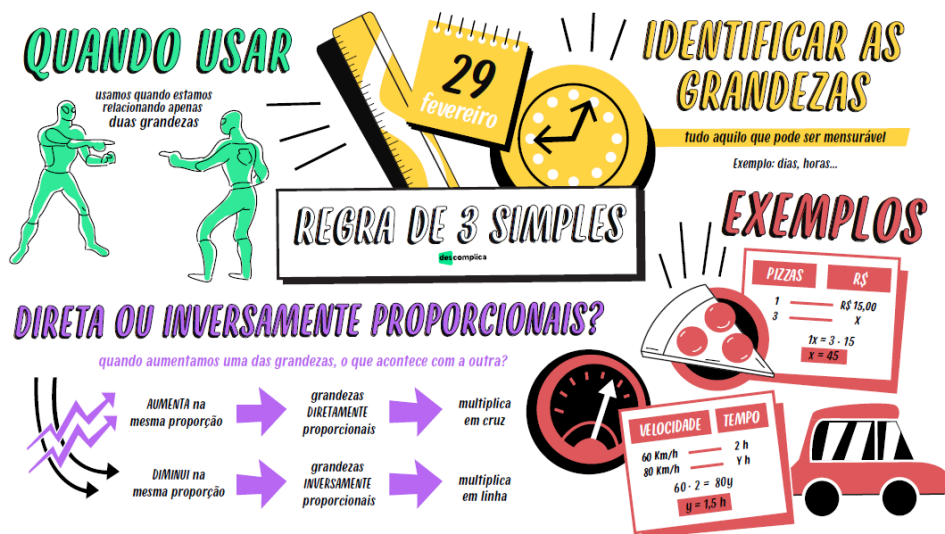 QUANDO USAR
usamos quando estamos
relacionando apenas
duas grandezas
29
fevereiro
IDENTIFICAR AS
GRANDEZAS
tudo aquilo que pode ser mensurável
Exemplo: dias, horas...
REGRA DE 3 SIMPLES
descomplica
EXEMPLOS
PIZZAS R$
1 R$ 15,00
3 X
1x = 3 · 15
x = 45
DIRETA OU INVERSAMENTE PROPORCIONAIS?
quando aumentamos uma das grandezas, o que acontece com a outra?
AUMENTA na
mesma proporção
grandezas
DIRETAMENTE
proporcionais
multiplica
em cruz
DIMINUI na
mesma proporção
grandezas
INVERSAMENTE
proporcionais
multiplica
em linha
VELOCIDADE TEMPO
60 Km/h 2 h
80 Km/h Y h
60 · 2 = 80y
y = 1,5 h